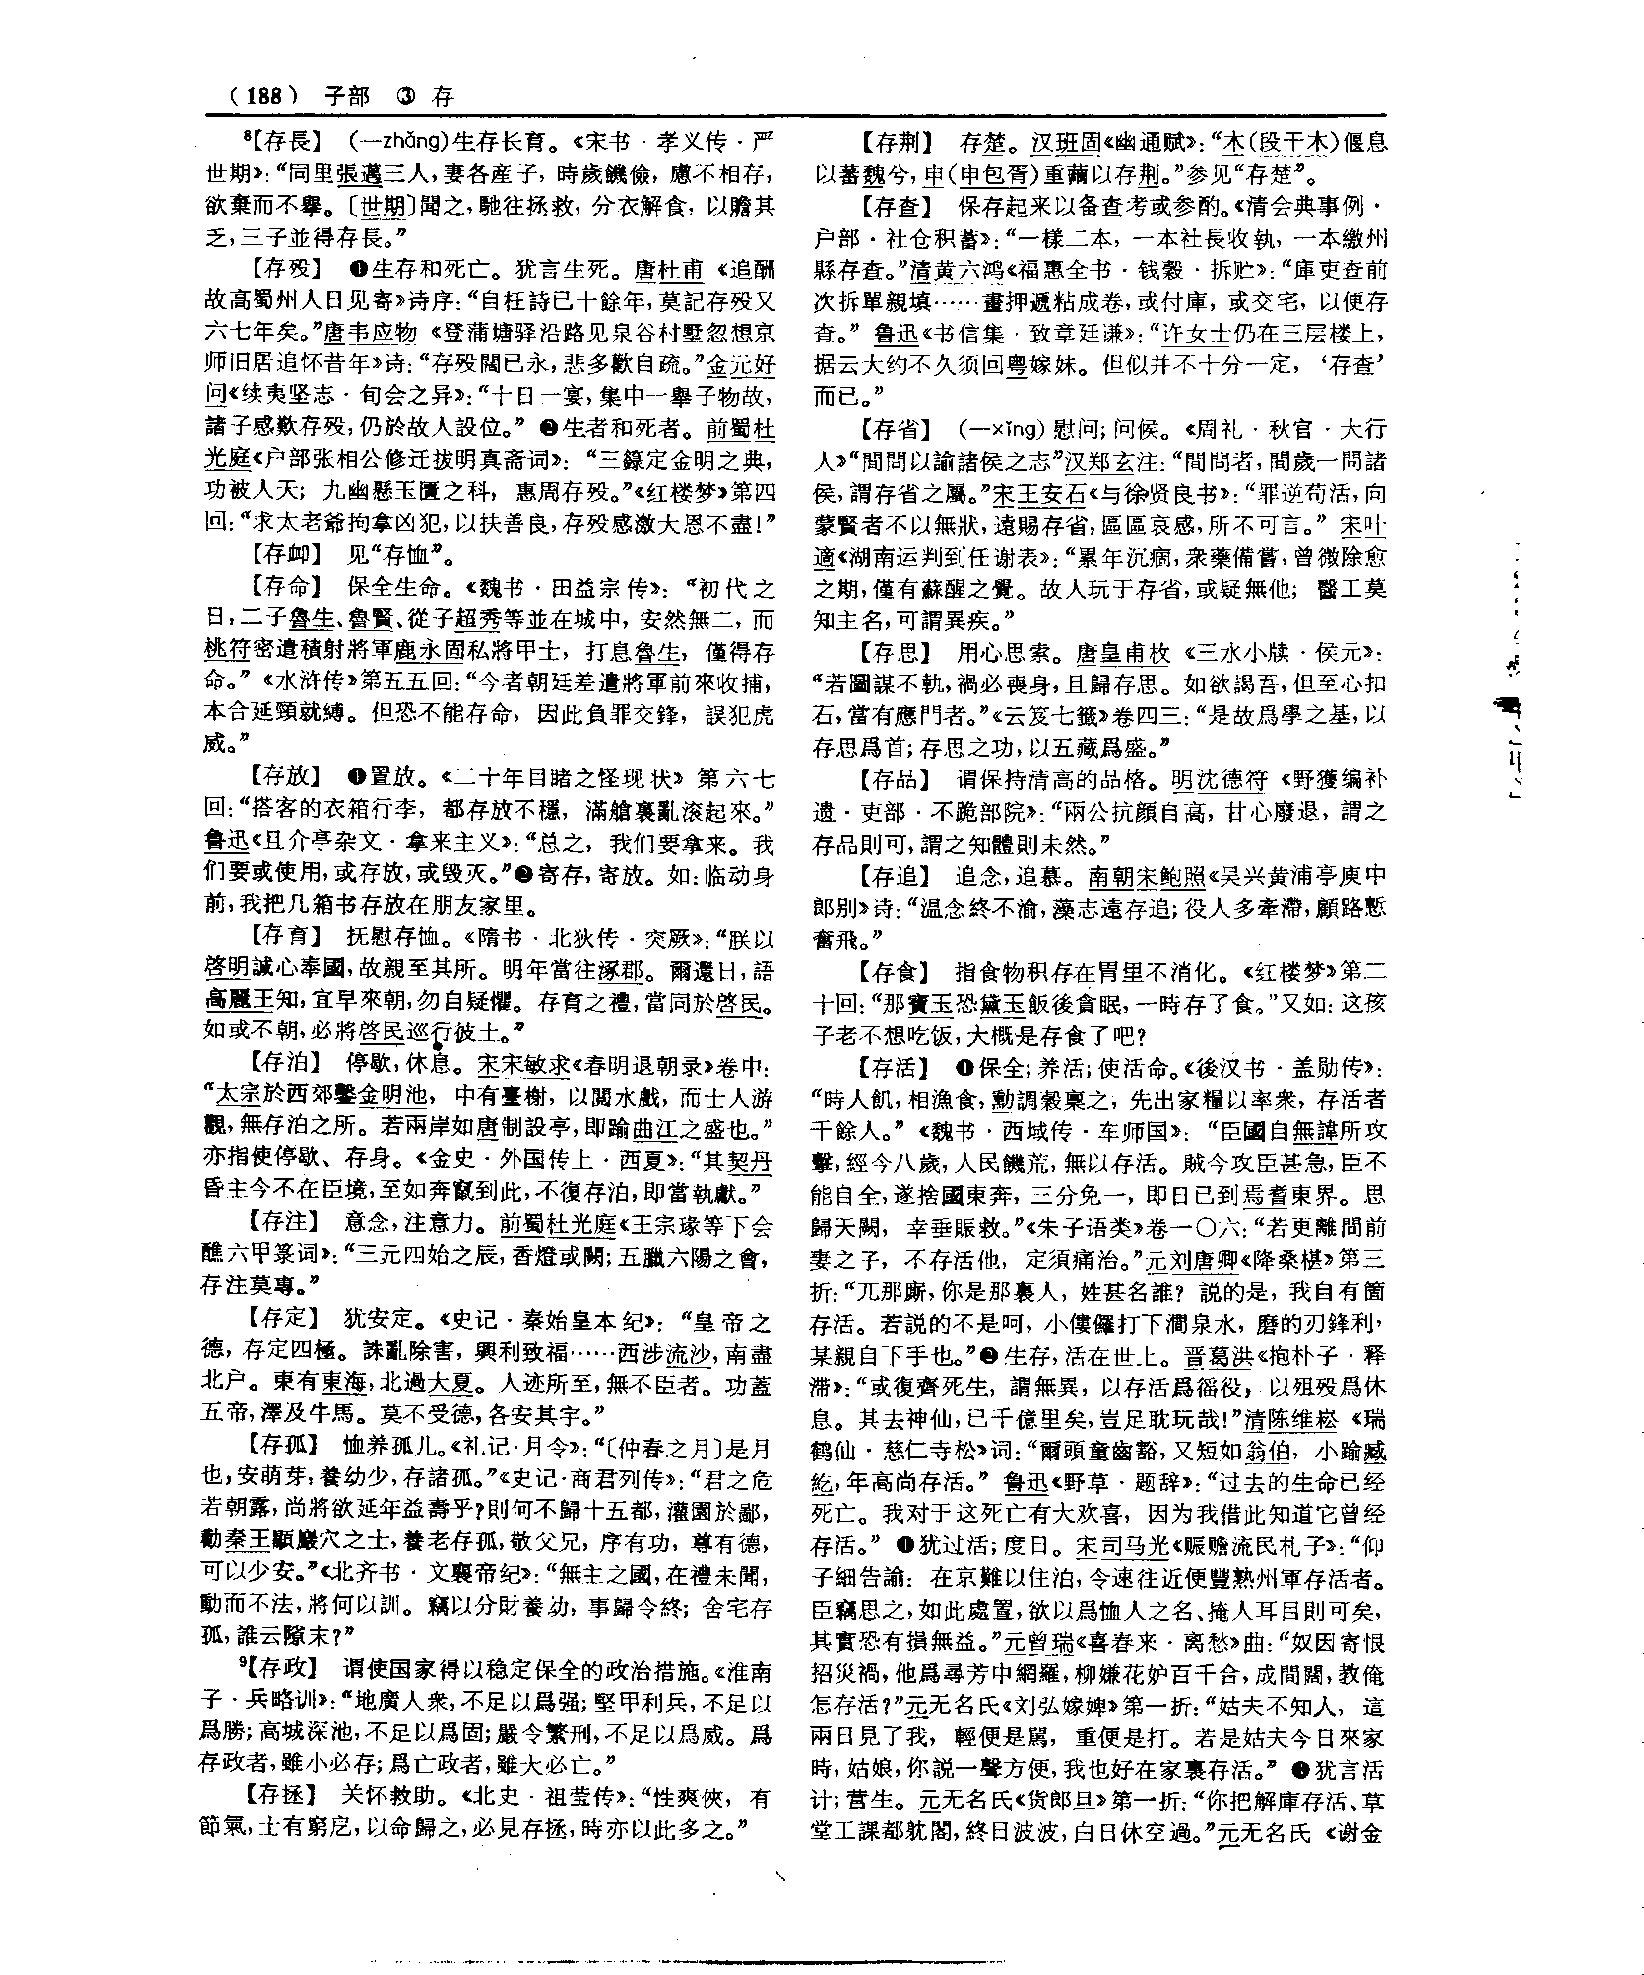 （188） 子部 ③ 存
⁸【存長】 （—zhǎng)生存长育。《宋书·孝义传·严
世期》：“同里張邁三人，妻各産子，時歲饑儉，慮不相存，
欲棄而不舉。〔世期〕聞之，馳往拯救，分衣解食，以贍其
乏，三子並得存長。”
【存殁】 ❶生存和死亡。犹言生死。唐杜甫《追酬
故高蜀州人日见寄》诗序：“自枉詩已十餘年，莫記存殁又
六七年矣。”唐韦应物《登蒲塘驿沿路见泉谷村墅忽想京
师旧居追怀昔年》诗：“存殁闊已永，悲多歡自疏。”金元好
问《续夷坚志·旬会之异》：“十日一宴，集中一舉子物故，
諸子感歎存殁，仍於故人設位。”❷生者和死者。前蜀杜
光庭《户部张相公修迁拔明真斋词》：“三籙定金明之典，
功被人天；九幽懸玉匱之科，惠周存殁。”《红楼梦》第四
回：“求太老爺拘拿凶犯，以扶善良，存殁感激大恩不盡！”
【存卹】 见“存恤”。
【存命】 保全生命。《魏书·田益宗传》：“初代之
日，二子魯生、魯賢、從子超秀等並在城中，安然無二，而
桃符密遣積射將軍鹿永固私將甲士，打息魯生，僅得存
命。”《水浒传》第五五回：“今者朝廷差遣將軍前來收捕，
本合延頸就縛。但恐不能存命，因此負罪交鋒，誤犯虎
威。”
【存放】 ❶置放。《二十年目睹之怪现状》第六七
回：“搭客的衣箱行李，都存放不穩，滿艙裏亂滚起來。”
鲁迅《且介亭杂文·拿来主义》：“总之，我们要拿来。我
们要或使用，或存放，或毁灭。”❷寄存，寄放。如：临动身
前，我把几箱书存放在朋友家里。
【存育】 抚慰存恤。《隋书·北狄传·突厥》：“朕以
啓明誠心奉國，故親至其所。明年當往涿郡。爾還日，語
高麗王知，宜早來朝，勿自疑懼。存育之禮，當同於啓民。
如或不朝，必將啓民巡行彼土。”
【存泊】 停歇，休息。宋宋敏求《春明退朝录》卷中：
“太宗於西郊鑿金明池，中有臺榭，以閲水戲，而士人游
觀，無存泊之所。若兩岸如唐制設亭，即踰曲江之盛也。”
亦指使停歇、存身。《金史·外国传上·西夏》：“其契丹
昏主今不在臣境，至如奔竄到此，不復存泊，即當執獻。”
【存注】 意念，注意力。前蜀杜光庭《王宗瑑等下会
醮六甲箓词》：“三元四始之辰，香燈或闕；五臘六陽之會，
存注莫專。”
【存定】 犹安定。《史记·秦始皇本纪》：“皇帝之
德，存定四極。誅亂除害，興利致福……西涉流沙，南盡
北户。東有東海，北過大夏。人迹所至，無不臣者。功蓋
五帝，澤及牛馬。莫不受德，各安其宇。”
【存孤】 恤养孤儿。《礼记·月令》：“〔仲春之月〕是月
也，安萌芽，養幼少，存諸孤。”《史记·商君列传》：“君之危
若朝露，尚將欲延年益壽乎？則何不歸十五都，灌園於鄙，
勸秦王顯巖穴之士，養老存孤，敬父兄，序有功，尊有德，
可以少安。”《北齐书·文襄帝纪》：“無主之國，在禮未聞，
動而不法，將何以訓。竊以分財養幼，事歸令終；舍宅存
孤，誰云隙末？”
⁹【存政】 谓使国家得以稳定保全的政治措施。《淮南
子·兵略训》：“地廣人衆，不足以爲强；堅甲利兵，不足以
爲勝；高城深池，不足以爲固；嚴令繁刑，不足以爲威。爲
存政者，雖小必存；爲亡政者，雖大必亡。”
【存拯】 关怀救助。《北史·祖莹传》：“性爽俠，有
節氣，士有窮戹，以命歸之，必見存拯，時亦以此多之。”
【存荆】 存楚。汉班固《幽通赋》：“木(段干木)偃息
以蕃魏兮，申(申包胥)重繭以存荆。”参见“存楚”。
【存查】 保存起来以备查考或参酌。《清会典事例·
户部·社仓积蓄》：“一樣二本，一本社長收執，一本繳州
縣存查。”清黄六鸿《福惠全书·钱榖·拆贮》：“庫吏查前
次拆單親填……畫押遞粘成卷，或付庫，或交宅，以便存
查。”鲁迅《书信集·致章廷谦》：“许女士仍在三层楼上，
据云大约不久须回粤嫁妹。但似并不十分一定，‘存查’
而已。”
【存省】 （—xǐng) 慰问；问候。《周礼·秋官·大行
人》“間問以諭諸侯之志”汉郑玄注：“間問者，間歲一問諸
侯，謂存省之屬。”宋王安石《与徐贤良书》：“罪逆苟活，向
蒙賢者不以無狀，遠賜存省，區區哀感，所不可言。”宋叶
適《湖南运判到任谢表》：“累年沉痼，衆藥備嘗，曾微除愈
之期，僅有蘇醒之覺。故人玩于存省，或疑無他；醫工莫
知主名，可謂異疾。”
【存思】 用心思索。唐皇甫枚《三水小牍·侯元》：
“若圖謀不軌，禍必喪身，且歸存思。如欲謁吾，但至心扣
石，當有應門者。”《云笈七籤》卷四三：“是故爲學之基，以
存思爲首；存思之功，以五藏爲盛。”
【存品】 谓保持清高的品格。明沈德符《野獲编补
遗·吏部·不跪部院》：“兩公抗顔自高，甘心廢退，謂之
存品則可，謂之知體則未然。”
【存追】 追念，追慕。南朝宋鲍照《吴兴黄浦亭庾中
郎别》诗：“温念終不渝，藻志遠存追；役人多牽滯，顧路慙
奮飛。”
【存食】 指食物积存在胃里不消化。《红楼梦》第二
十回：“那寶玉恐黛玉飯後貪眠，一時存了食。”又如：这孩
子老不想吃饭，大概是存食了吧？
【存活】 ❶保全；养活；使活命。《後汉书·盖勋传》：
“時人飢，相漁食，勳調榖稟之，先出家糧以率衆，存活者
千餘人。”《魏书·西域传·车师国》：“臣國自無諱所攻
擊，經今八歲，人民饑荒，無以存活。賊今攻臣甚急，臣不
能自全，遂捨國東奔，三分免一，即日已到焉耆東界。思
歸天闕，幸垂賑救。”《朱子语类》卷一〇六：“若更離間前
妻之子，不存活他，定須痛治。”元刘唐卿《降桑椹》第三
折：“兀那廝，你是那裏人，姓甚名誰？説的是，我自有箇
存活。若説的不是呵，小僂儸打下澗泉水，磨的刃鋒利，
某親自下手也。”❷生存，活在世上。晋葛洪《抱朴子·释
滞》：“或復齊死生，謂無異，以存活爲徭役，以殂殁爲休
息。其去神仙，已千億里矣，豈足耽玩哉！”清陈维崧《瑞
鹤仙·慈仁寺松》词：“爾頭童齒豁，又短如翁伯，小踰臧
紇，年高尚存活。”鲁迅《野草·题辞》：“过去的生命已经
死亡。我对于这死亡有大欢喜，因为我借此知道它曾经
存活。”❸犹过活；度日。宋司马光《赈赡流民札子》：“仰
子細告諭：在京難以住泊，令速往近便豐熟州軍存活者。
臣竊思之，如此處置，欲以爲恤人之名、掩人耳目則可矣，
其實恐有損無益。”元曾瑞《喜春来·离愁》曲：“奴因寄恨
招災禍，他爲尋芳中網羅，柳嫌花妒百千合，成間闊，教俺
怎存活？”元无名氏《刘弘嫁婢》第一折：“姑夫不知人，這
兩日見了我，輕便是駡，重便是打。若是姑夫今日來家
時，姑娘，你説一聲方便，我也好在家裏存活。”❹犹言活
计；营生。元无名氏《货郎旦》第一折：“你把解庫存活、草
堂工課都躭閣，終日波波，白日休空過。”元无名氏《谢金